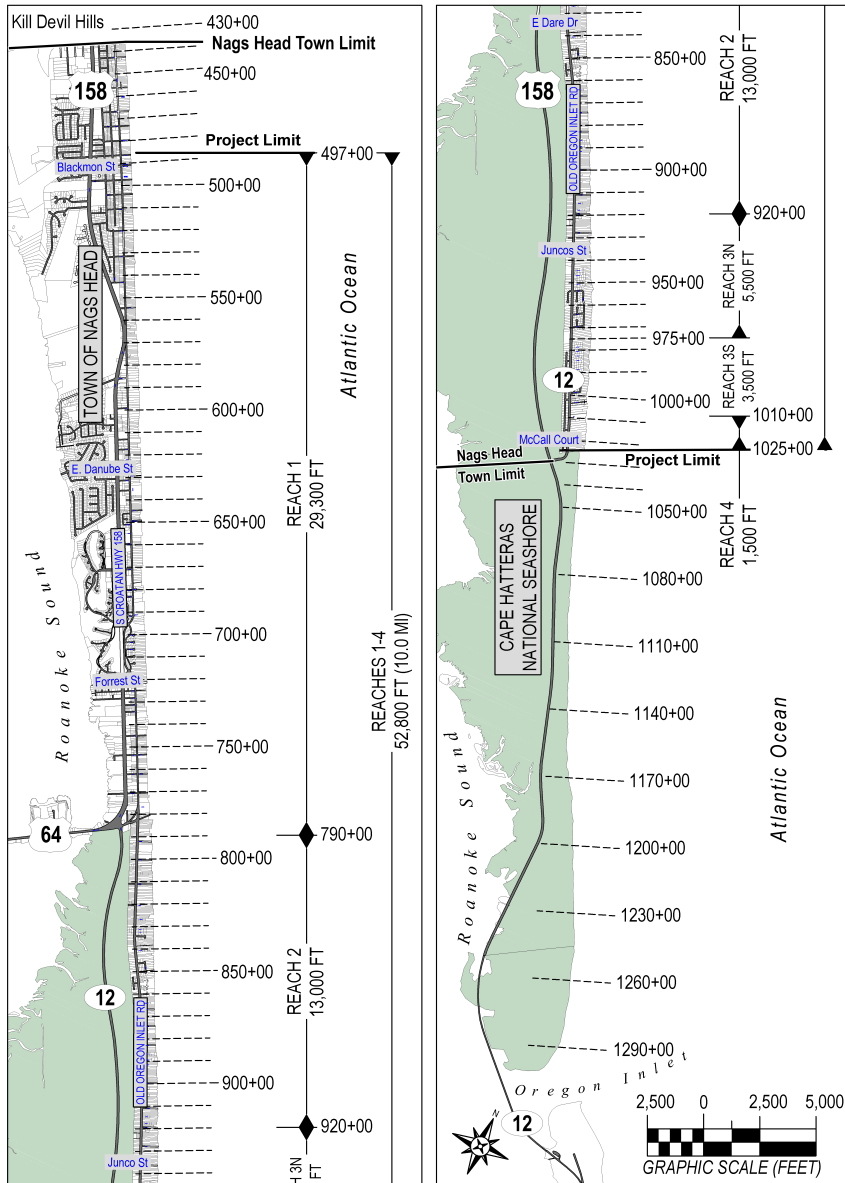 Kill Devil Hills
430+00
Nags Head Town Limit
450+00
158
Project Limit
497+00
Blackmon St
500+00
TOWN OF NAGS HEAD
550+00
Atlantic Ocean
600+00
E. Danube St
REACH 1
29,300 FT
650+00
S CROATAN HWY 158
Roanoke Sound
700+00
Forrest St
REACHES 1-4
52,800 FT (10.0 MI)
750+00
64
790+00
800+00
850+00
REACH 2
13,000 FT
12
OLD OREGON INLET RD
900+00
920+00
Junco St
H 3N
FT
E Dare Dr
850+00
REACH 2
13,000 FT
158
OLD OREGON INLET RD
900+00
920+00
Juncos St
950+00
REACH 3N
5,500 FT
975+00
REACH 3S
3,500 FT
12
1000+00
1010+00
McCall Court
1025+00
Nags Head
Town Limit
Project Limit
REACH 4
1,500 FT
1050+00
CAPE HATTERAS
NATIONAL SEASHORE
1080+00
1110+00
1140+00
Atlantic Ocean
Roanoke Sound
1170+00
1200+00
1230+00
1260+00
1290+00
Oregon Inlet
12
N
2,500 0 2,500 5,000
GRAPHIC SCALE (FEET)